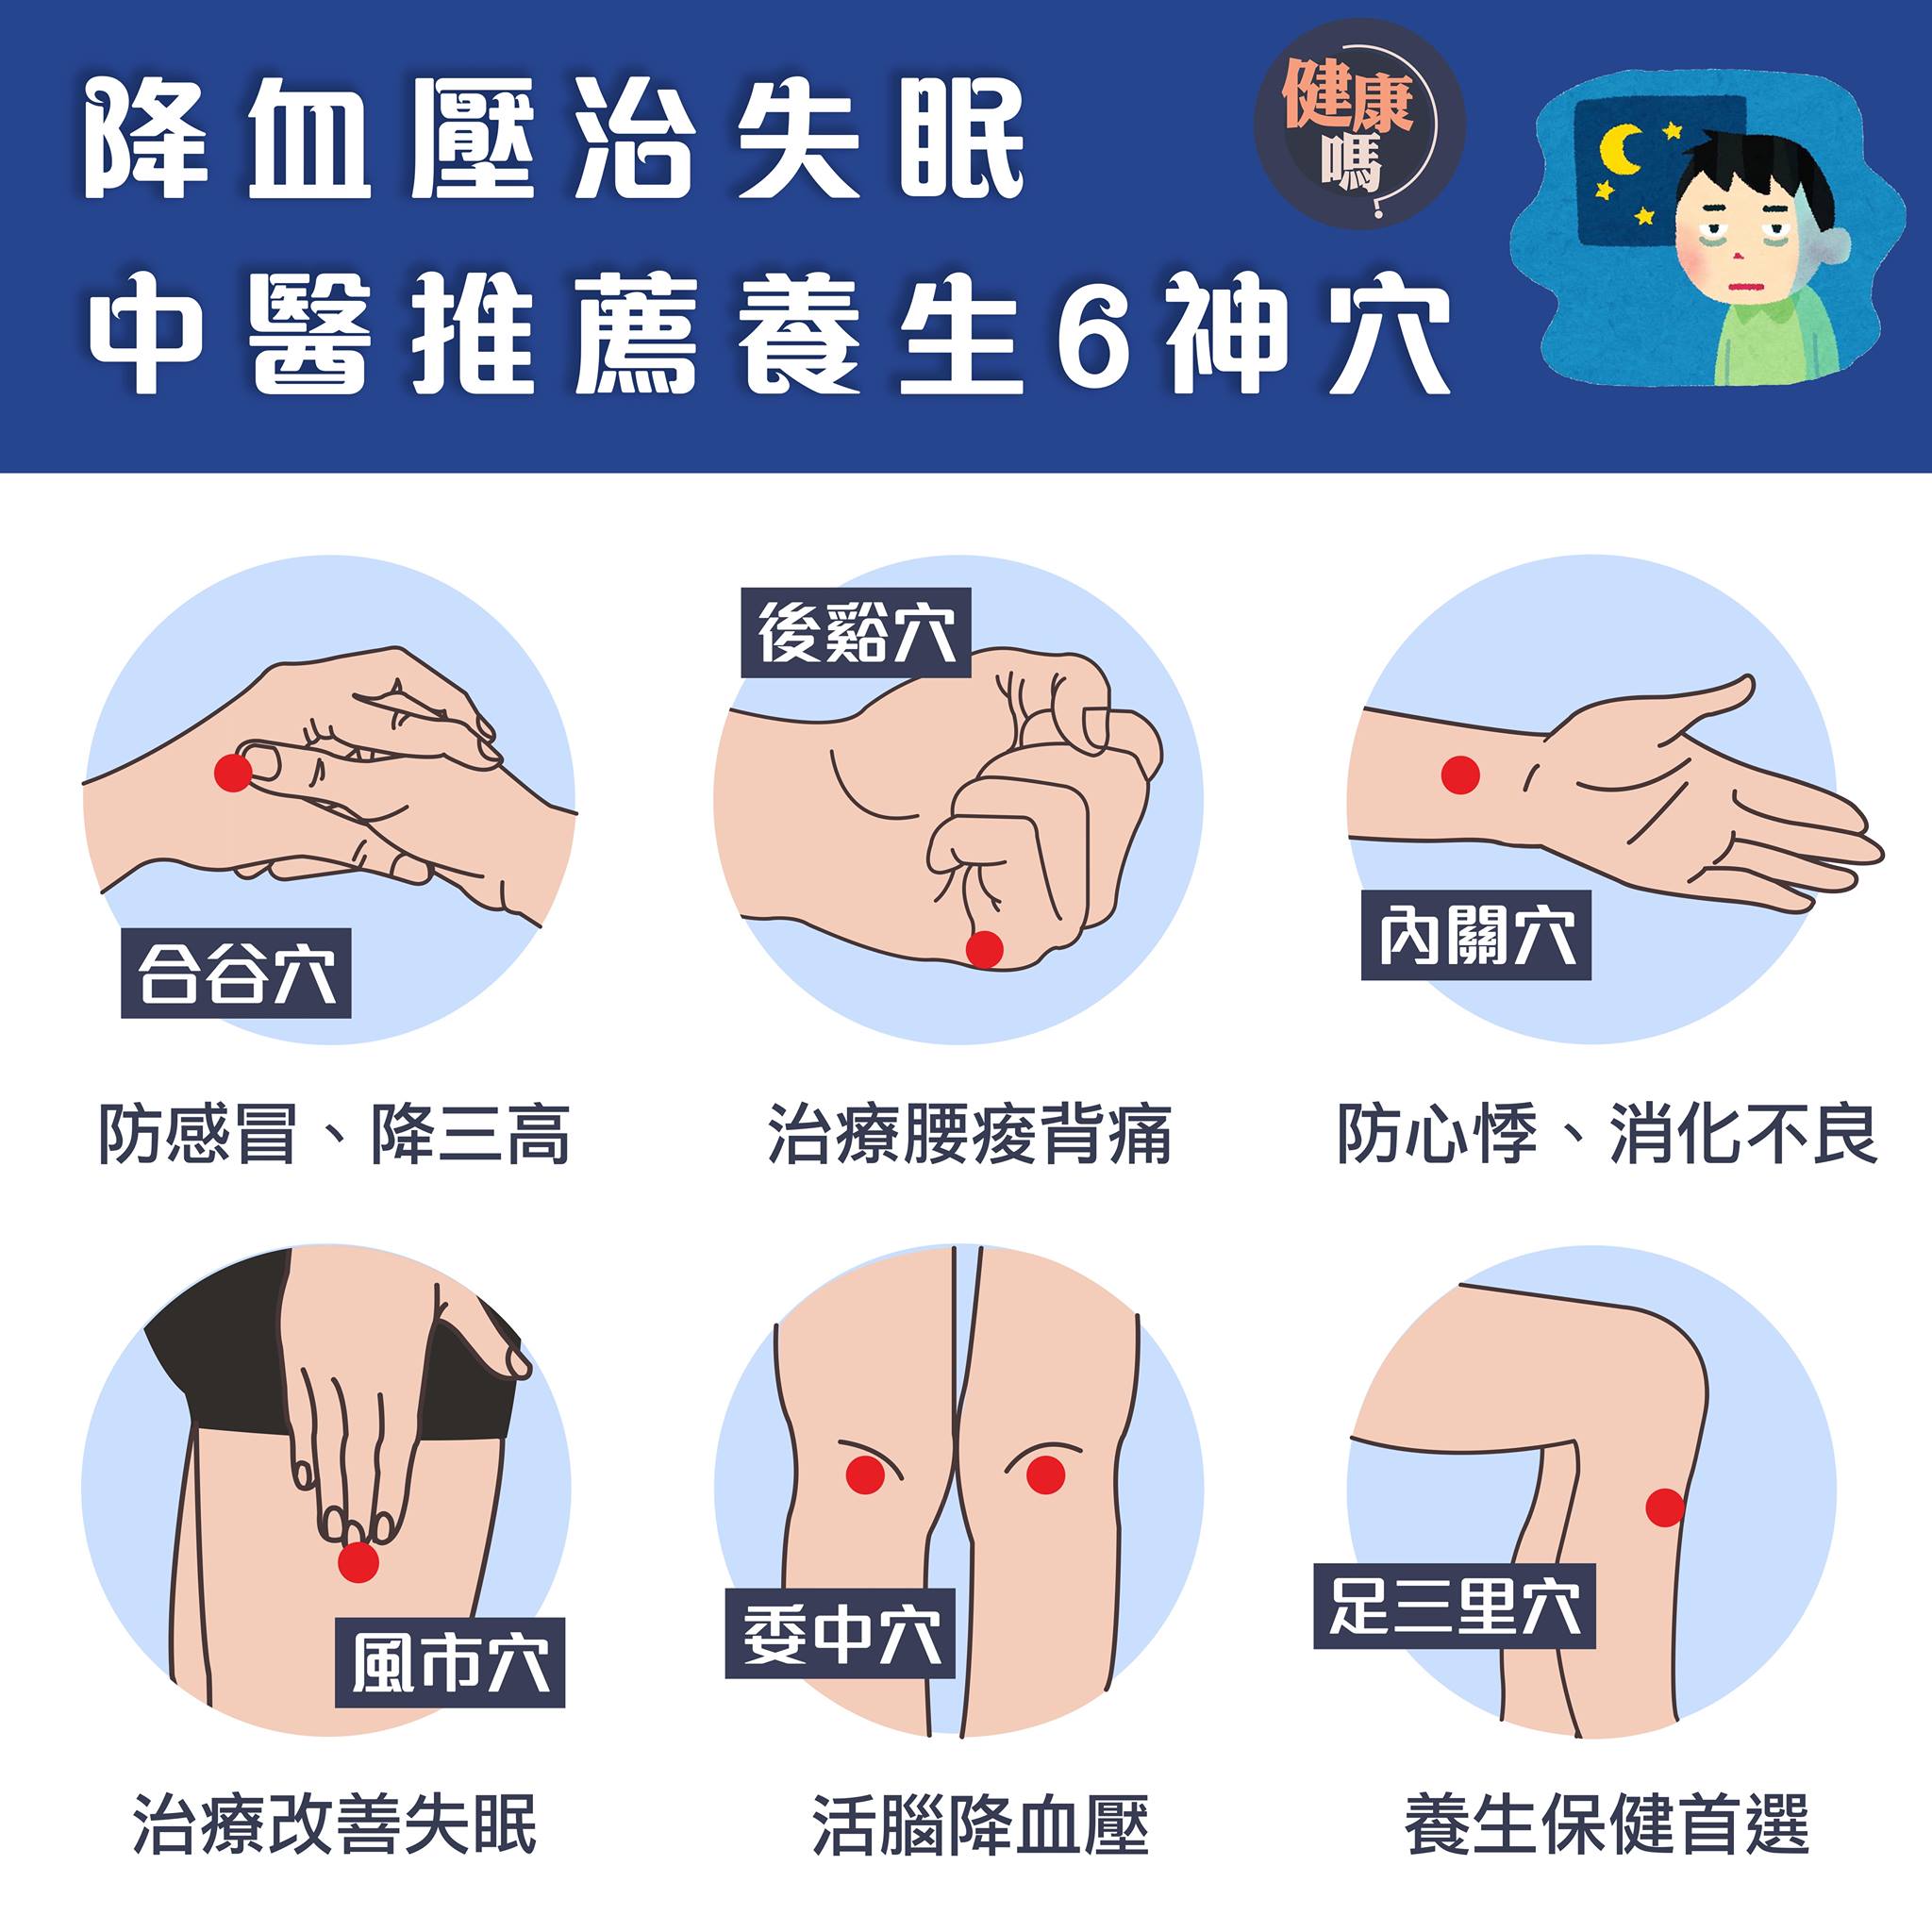 降血壓治失眠
健康
嗎?
中醫推薦養生6神穴
合谷穴
防感冒、降三高
後谿穴
治療腰痠背痛
內關穴
防心悸、消化不良
風市穴
治療改善失眠
委中穴
活腦降血壓
足三里穴
養生保健首選